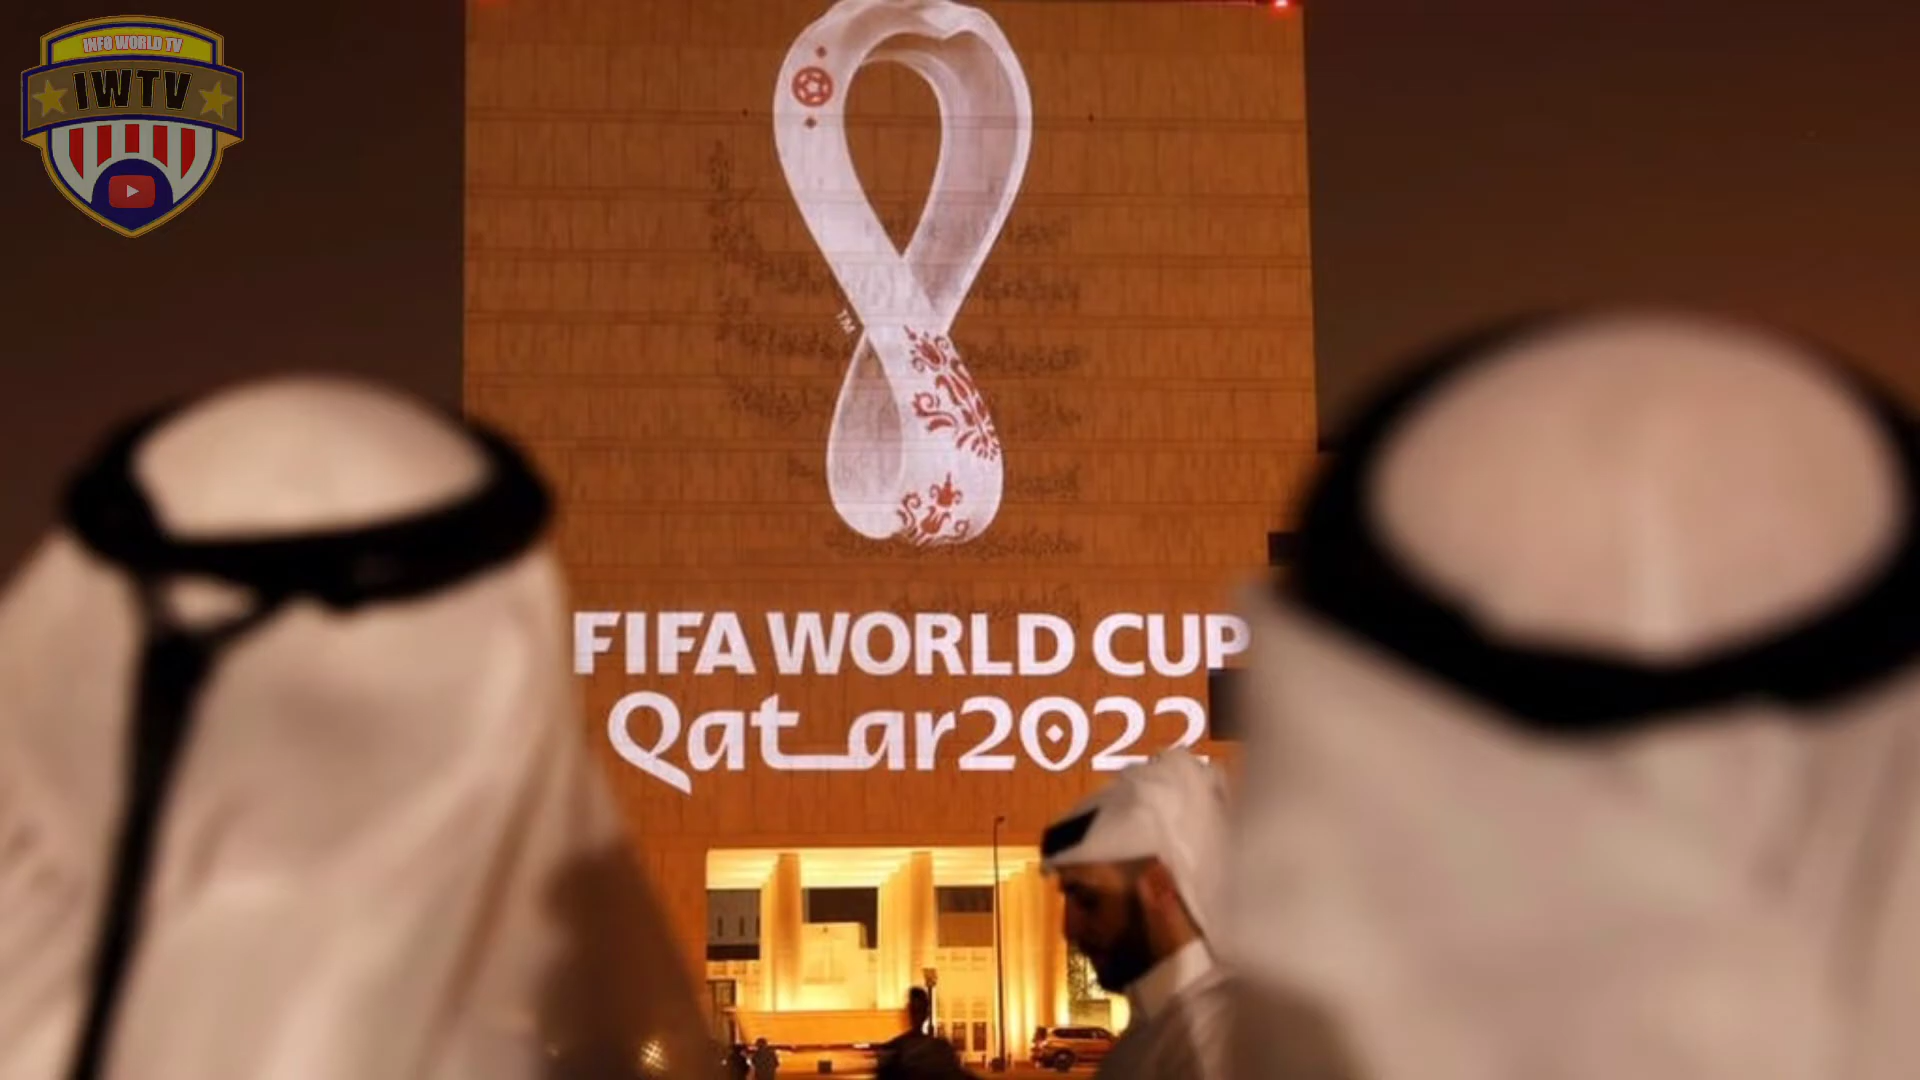 INFO WORLD TV
IWTV
TM
FIFA WORLD CUP
Qatar2022